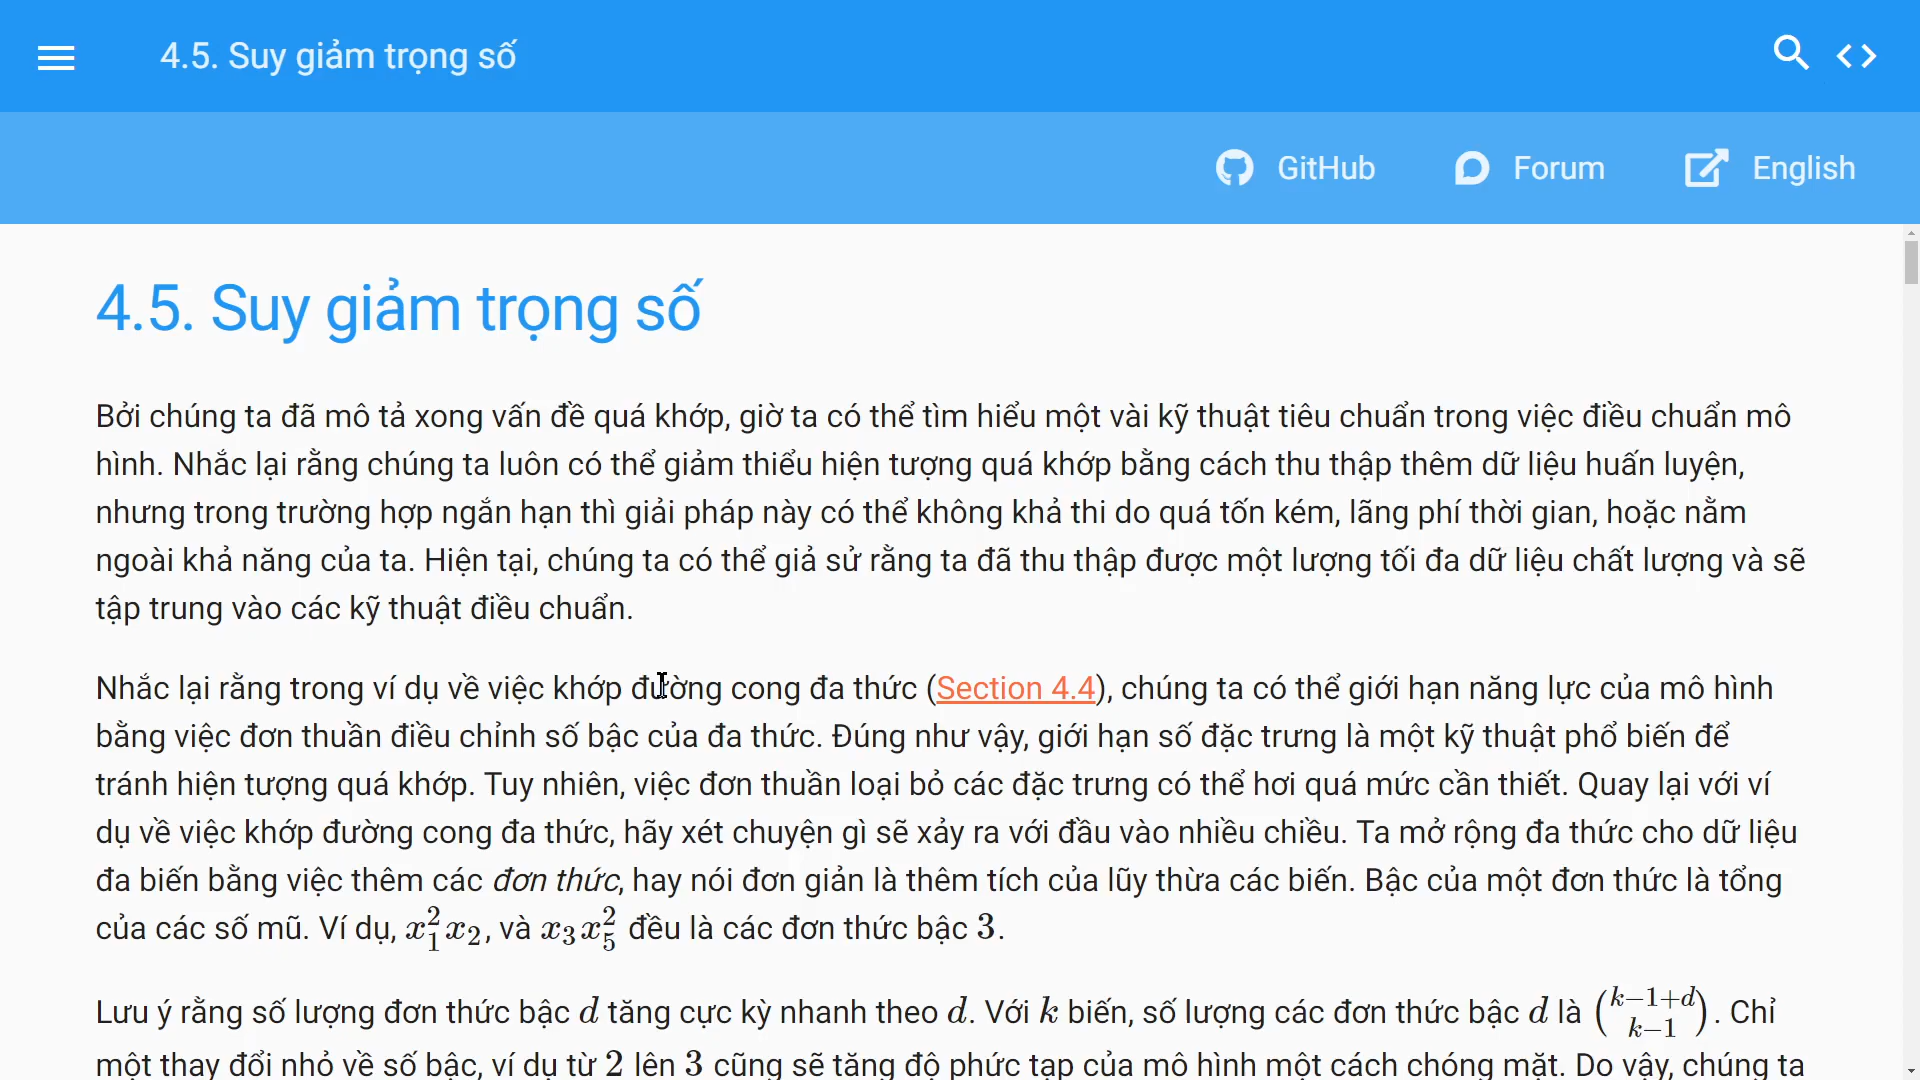 4.5. Suy giảm trọng số
GitHub
Forum
English
4.5. Suy giảm trọng số
Bởi chúng ta đã mô tả xong vấn đề quá khớp, giờ ta có thể tìm hiểu một vài kỹ thuật tiêu chuẩn trong việc điều chuẩn mô
hình. Nhắc lại rằng chúng ta luôn có thể giảm thiểu hiện tượng quá khớp bằng cách thu thập thêm dữ liệu huấn luyện,
nhưng trong trường hợp ngắn hạn thì giải pháp này có thể không khả thi do quá tốn kém, lãng phí thời gian, hoặc nằm
ngoài khả năng của ta. Hiện tại, chúng ta có thể giả sử rằng ta đã thu thập được một lượng tối đa dữ liệu chất lượng và sẽ
tập trung vào các kỹ thuật điều chuẩn.
Nhắc lại rằng trong ví dụ về việc khớp đường cong đa thức (Section 4.4), chúng ta có thể giới hạn năng lực của mô hình
bằng việc đơn thuần điều chỉnh số bậc của đa thức. Đúng như vậy, giới hạn số đặc trưng là một kỹ thuật phổ biến để
tránh hiện tượng quá khớp. Tuy nhiên, việc đơn thuần loại bỏ các đặc trưng có thể hơi quá mức cần thiết. Quay lại với ví
dụ về việc khớp đường cong đa thức, hãy xét chuyện gì sẽ xảy ra với đầu vào nhiều chiều. Ta mở rộng đa thức cho dữ liệu
đa biến bằng việc thêm các đơn thức, hay nói đơn giản là thêm tích của lũy thừa các biến. Bậc của một đơn thức là tổng
của các số mũ. Ví dụ, $x_1^2 x_2$, và $x_3 x_5^2$ đều là các đơn thức bậc 3.
Lưu ý rằng số lượng đơn thức bậc $d$ tăng cực kỳ nhanh theo $d$. Với $k$ biến, số lượng các đơn thức bậc $d$ là $\binom{k-1+d}{k-1}$. Chỉ
một thay đổi nhỏ về số bậc, ví dụ từ 2 lên 3 cũng sẽ tăng độ phức tạp của mô hình một cách chóng mặt. Do vậy, chúng ta